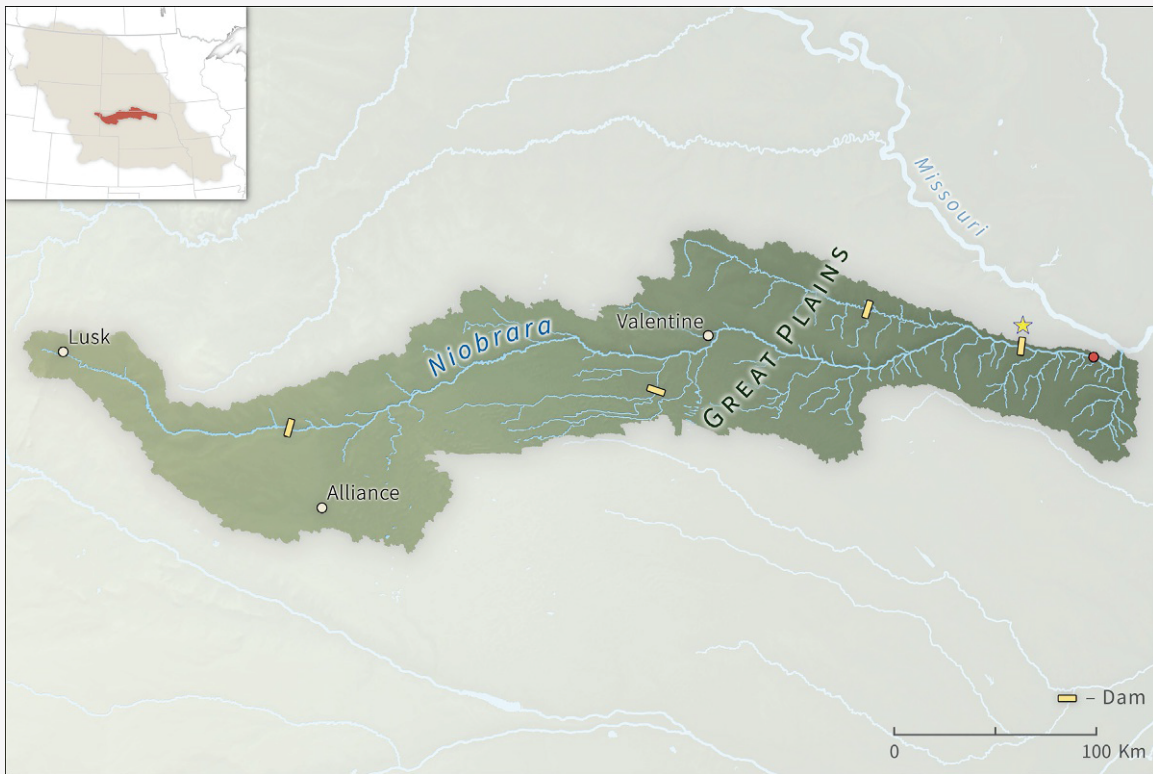 Missouri
GREAT PLAINS
Niobrara
Valentine
Lusk
Alliance
– Dam
0 100 Km